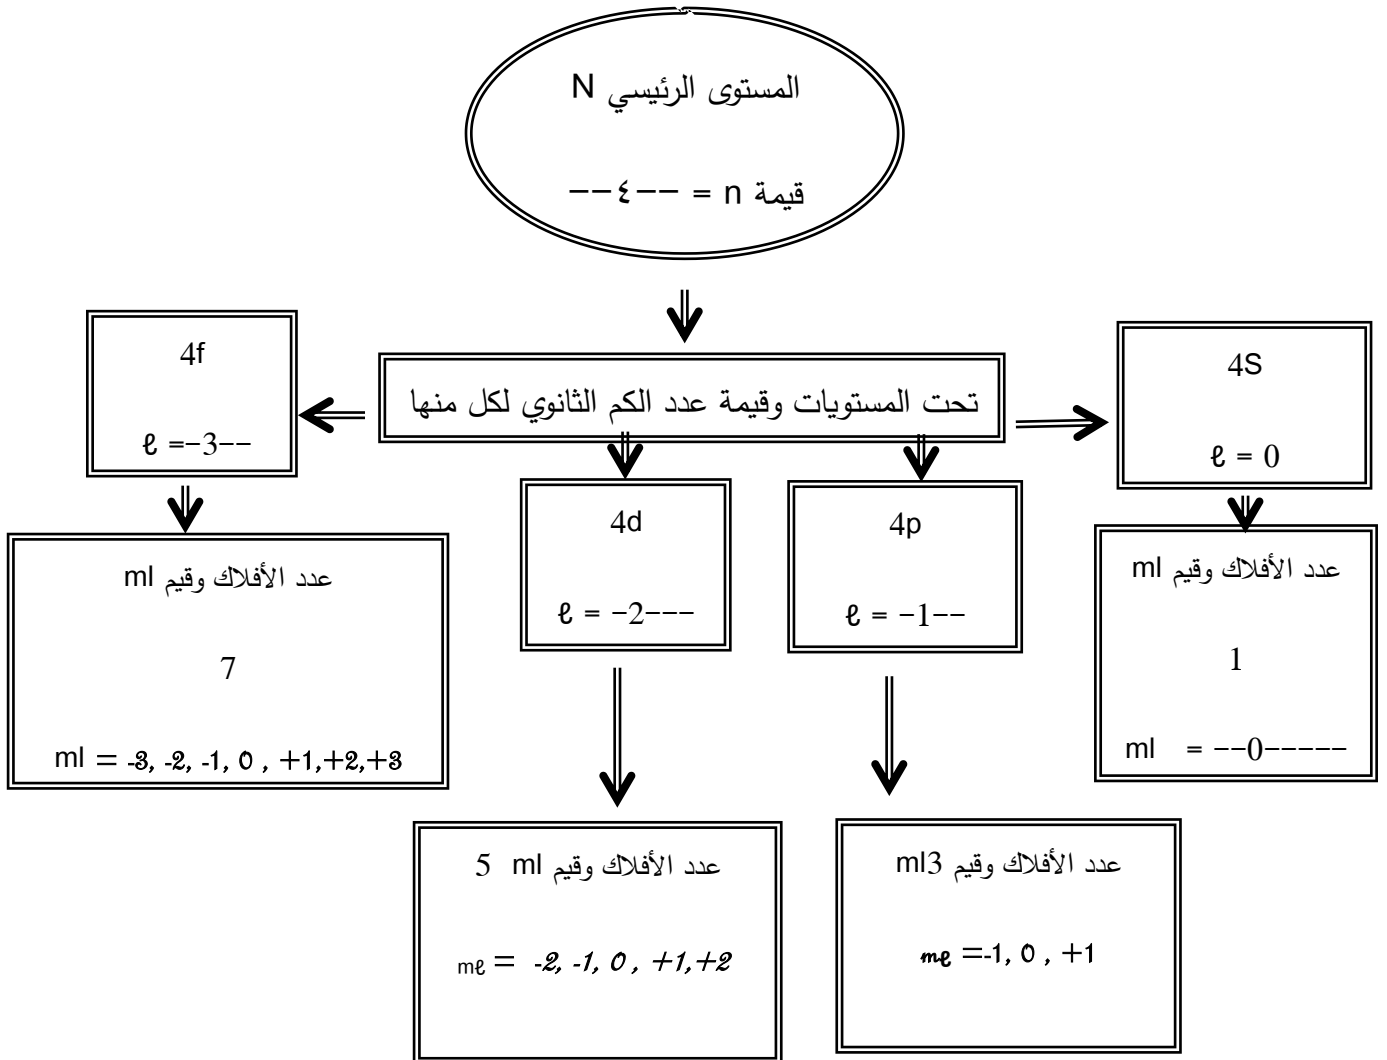 المستوى الرئيسي N
قيمة n = --٤--
تحت المستويات وقيمة عدد الكم الثانوي لكل منها
4S
ℓ = 0
عدد الأفلاك وقيم ml
1
ml = --0-----
4p
ℓ = -1--
عدد الأفلاك وقيم ml3
mℓ =-1, 0 , +1
4d
ℓ = -2---
عدد الأفلاك وقيم ml 5
mℓ = -2, -1, 0 , +1,+2
4f
ℓ =-3--
عدد الأفلاك وقيم ml
7
ml = -3, -2, -1, 0 , +1,+2,+3